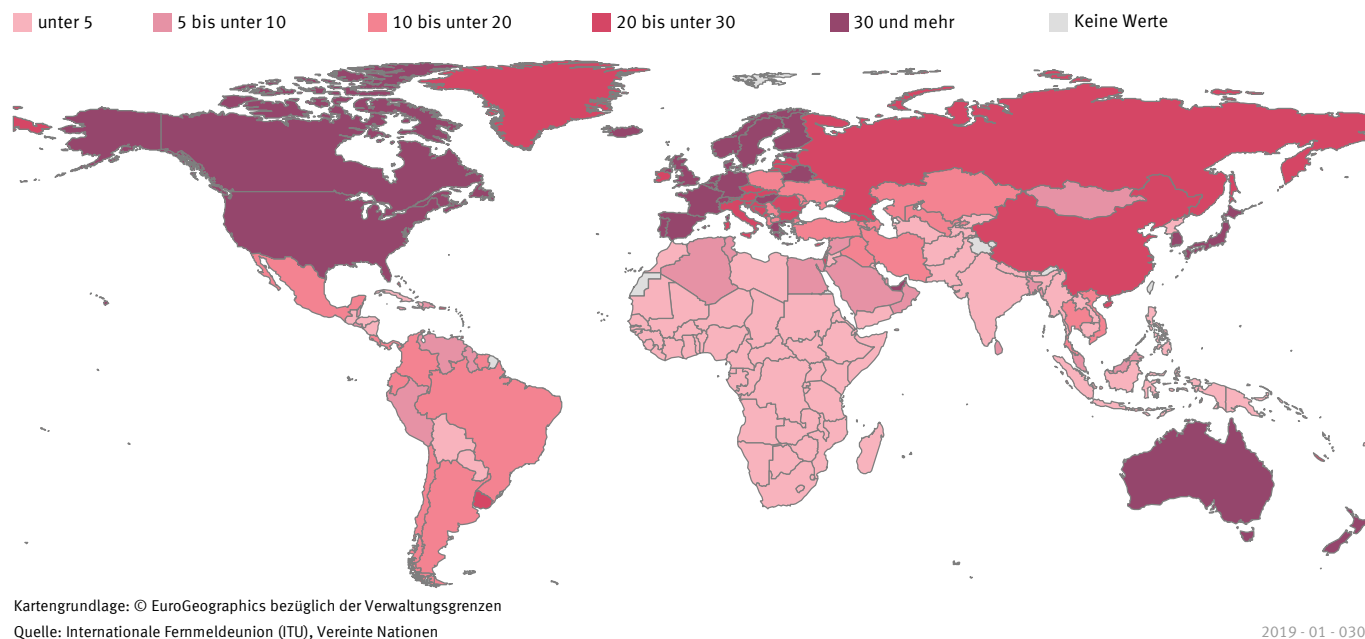 unter 5 5 bis unter 10 10 bis unter 20 20 bis unter 30 30 und mehr Keine Werte
Kartengrundlage: © EuroGeographics bezüglich der Verwaltungsgrenzen
Quelle: Internationale Fernmeldeunion (ITU), Vereinte Nationen
2019 - 01 - 030